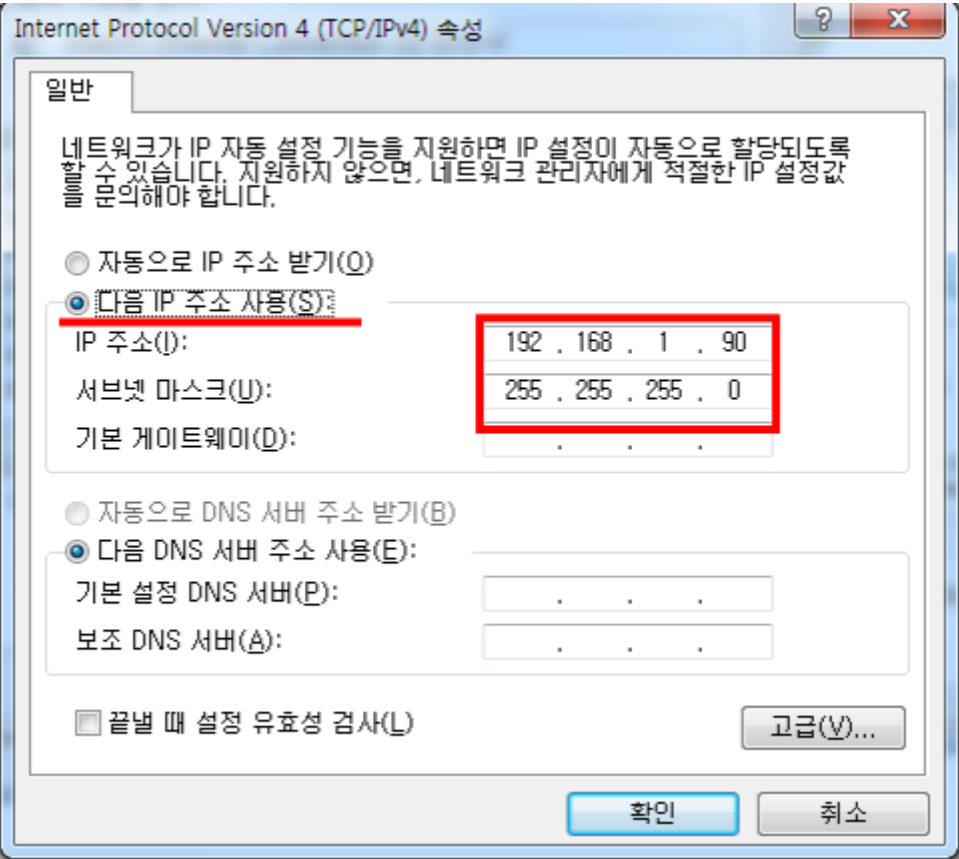 Internet Protocol Version 4 (TCP/IPv4) 속성
일반
네트워크가 IP 자동 설정 기능을 지원하면 IP 설정이 자동으로 할당되도록
할 수 있습니다. 지원하지 않으면, 네트워크 관리자에게 적절한 IP 설정값
을 문의해야 합니다.
자동으로 IP 주소 받기(O)
다음 IP 주소 사용(S):
IP 주소(I): 192 . 168 . 1 . 90
서브넷 마스크(U): 255 . 255 . 255 . 0
기본 게이트웨이(D): . . .
자동으로 DNS 서버 주소 받기(B)
다음 DNS 서버 주소 사용(E):
기본 설정 DNS 서버(P): . . .
보조 DNS 서버(A): . . .
끝낼 때 설정 유효성 검사(L)
고급(V)...
확인 취소